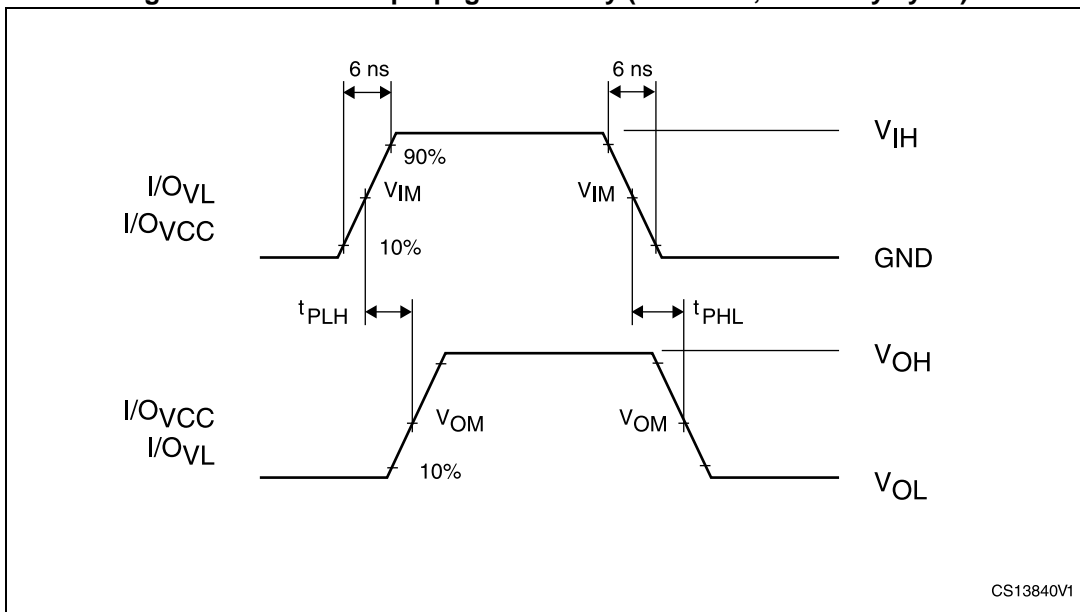 6 ns
6 ns
90%
VIH
I/OVL
VIM
VIM
I/OVCC
10%
GND
tPLH
tPHL
VOH
I/OVCC
VOM
VOM
I/OVL
10%
VOL
CS13840V1